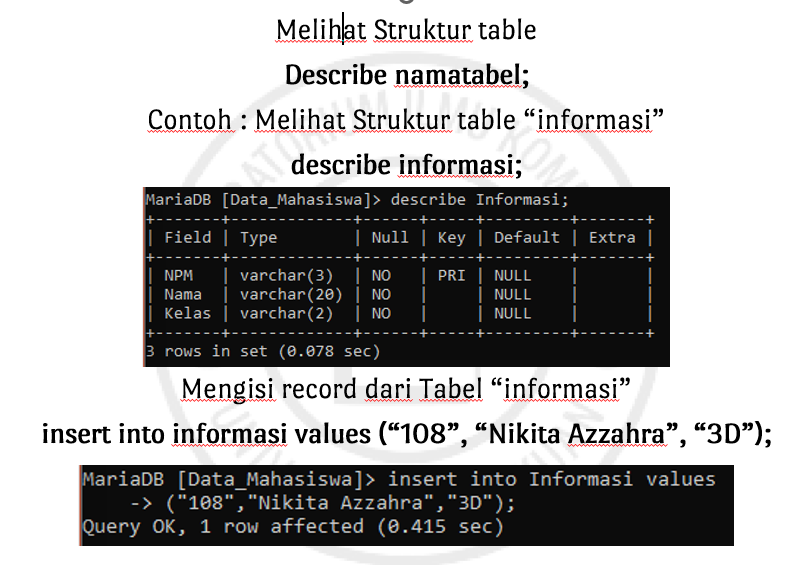 Melihat Struktur table
Describe namatabel;
Contoh : Melihat Struktur table “informasi”
describe informasi;
MariaDB [Data_Mahasiswa]> describe Informasi;
+-------+-------------+------+-----+---------+-------+
| Field | Type        | Null | Key | Default | Extra |
+-------+-------------+------+-----+---------+-------+
| NPM   | varchar(3)  | NO   | PRI | NULL    |       |
| Nama  | varchar(20) | NO   |     | NULL    |       |
| Kelas | varchar(2)  | NO   |     | NULL    |       |
+-------+-------------+------+-----+---------+-------+
3 rows in set (0.078 sec)
Mengisi record dari Tabel “informasi”
insert into informasi values (“108”, “Nikita Azzahra”, “3D”);
MariaDB [Data_Mahasiswa]> insert into Informasi values
    -> ("108","Nikita Azzahra","3D");
Query OK, 1 row affected (0.415 sec)